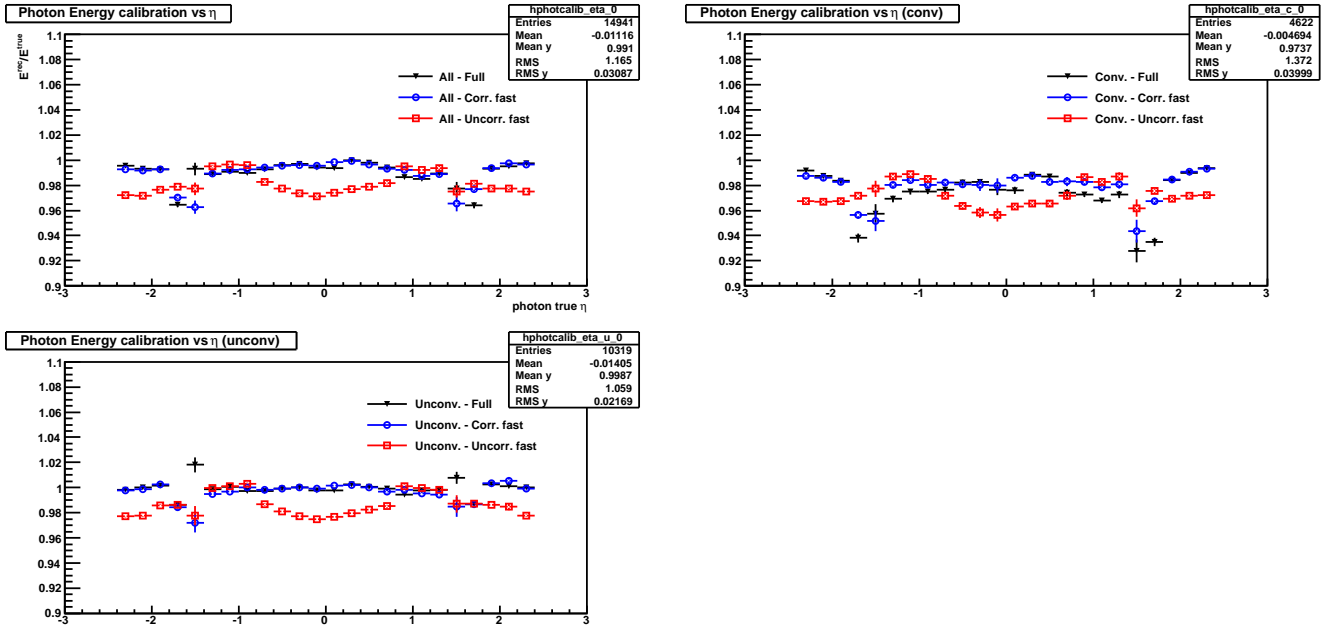 Photon Energy calibration vs η
hphotcalib_eta_0
Entries 14941
Mean -0.01116
Mean y 0.991
RMS 1.165
RMS y 0.03087
E^rec/E^true
1.1
1.08
1.06
1.04
1.02
1
0.98
0.96
0.94
0.92
0.9
All - Full
All - Corr. fast
All - Uncorr. fast
-3 -2 -1 0 1 2 3
photon true η
Photon Energy calibration vs η (conv)
hphotcalib_eta_c_0
Entries 4622
Mean -0.004694
Mean y 0.9737
RMS 1.372
RMS y 0.03999
1.1
1.08
1.06
1.04
1.02
1
0.98
0.96
0.94
0.92
0.9
Conv. - Full
Conv. - Corr. fast
Conv. - Uncorr. fast
-3 -2 -1 0 1 2 3
Photon Energy calibration vs η (unconv)
hphotcalib_eta_u_0
Entries 10319
Mean -0.01405
Mean y 0.9987
RMS 1.059
RMS y 0.02169
1.1
1.08
1.06
1.04
1.02
1
0.98
0.96
0.94
0.92
0.9
Unconv. - Full
Unconv. - Corr. fast
Unconv. - Uncorr. fast
-3 -2 -1 0 1 2 3